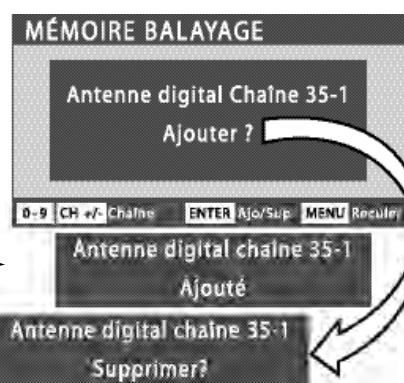 MÉMOIRE BALAYAGE
Antenne digital Chaîne 35-1
Ajouter ?
0-9 CH +/- Chaîne ENTER Ajo/Sup MENU Reculer
Antenne digital chaîne 35-1
Ajouté
Antenne digital chaîne 35-1
Supprimer?